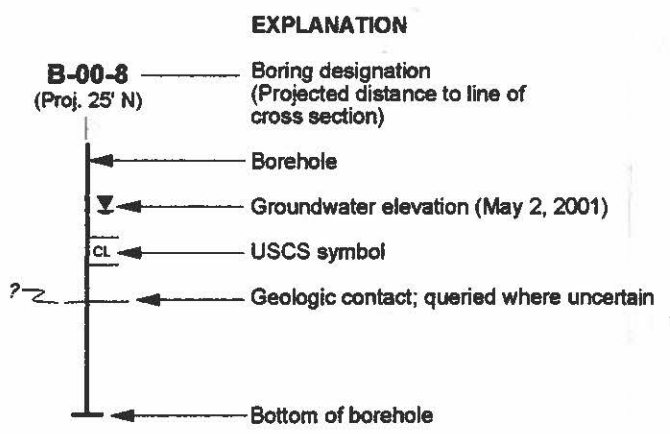 EXPLANATION
B-00-8
(Proj. 25' N)
Boring designation
(Projected distance to line of
cross section)
Borehole
Groundwater elevation (May 2, 2001)
CL
USCS symbol
?
Geologic contact; queried where uncertain
Bottom of borehole